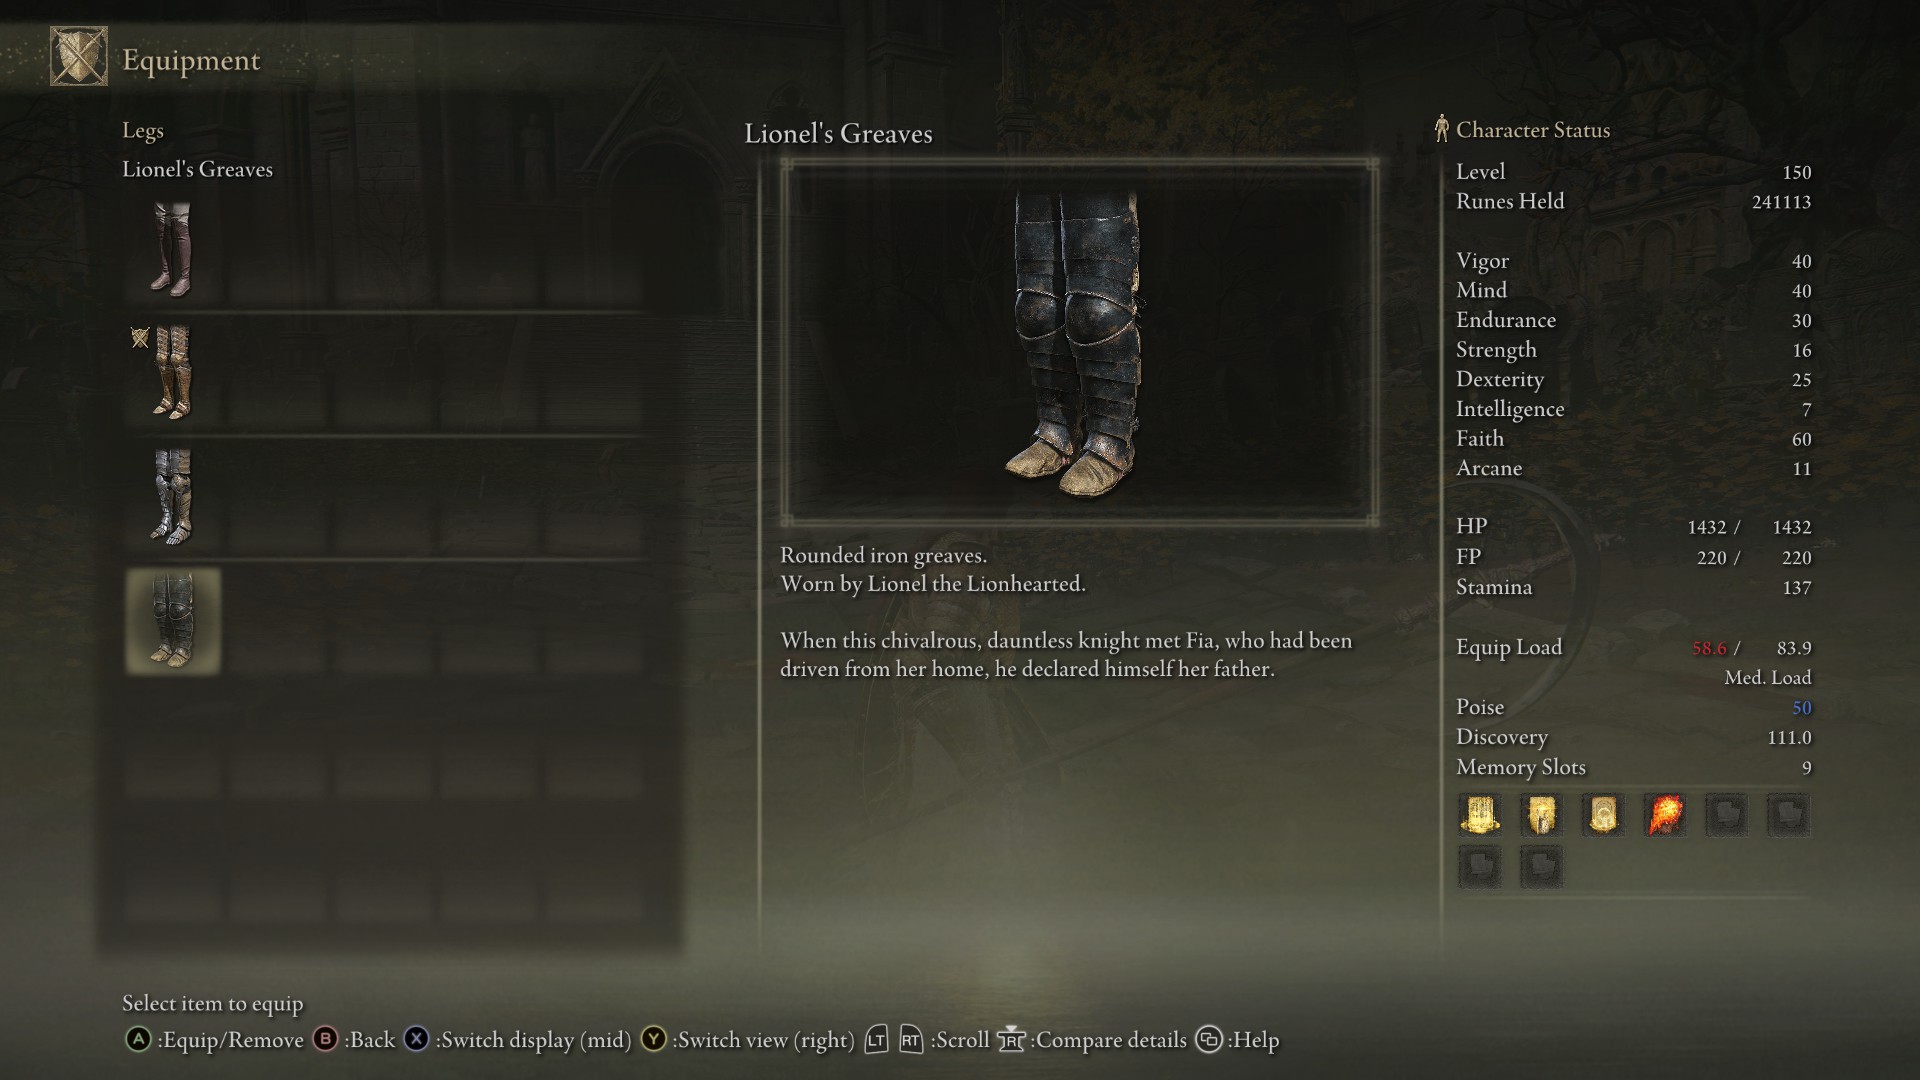 Equipment
Legs
Lionel's Greaves
Lionel's Greaves
Rounded iron greaves.
Worn by Lionel the Lionhearted.
When this chivalrous, dauntless knight met Fia, who had been
driven from her home, he declared himself her father.
Character Status
Level 150
Runes Held 241113
Vigor 40
Mind 40
Endurance 30
Strength 16
Dexterity 25
Intelligence 7
Faith 60
Arcane 11
HP 1432 / 1432
FP 220 / 220
Stamina 137
Equip Load 58.6 / 83.9
Med. Load
Poise 50
Discovery 111.0
Memory Slots 9
Select item to equip
A :Equip/Remove B :Back X :Switch display (mid) Y :Switch view (right) LT RT :Scroll R :Compare details :Help